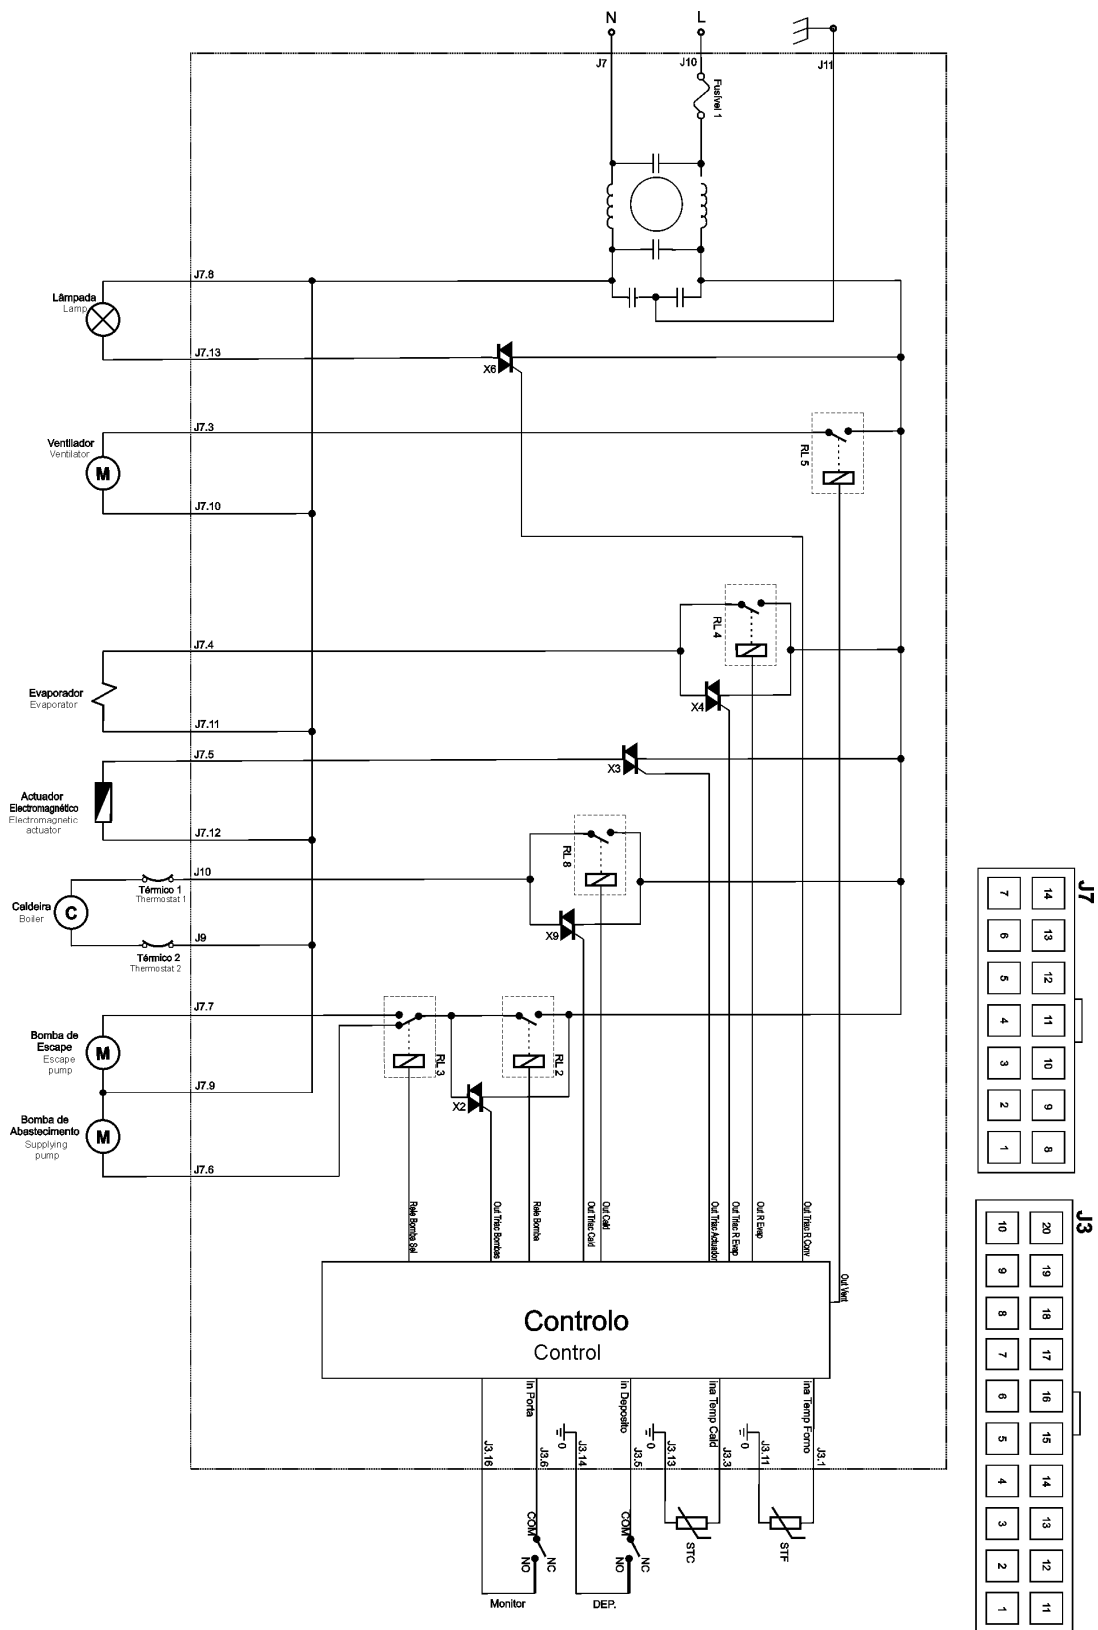 N
L
J7
J10
J11
Fusível 1
J7.8
Lâmpada
Lamp
J7.13
X6
J7.3
Ventilador
Ventilator
M
RL 5
J7.10
RL 4
J7.4
Evaporador
Evaporator
X4
J7.11
J7.5
X3
Actuador
Electromagnético
Electromagnetic
actuator
J7.12
RL 8
J10
Térmico 1
Thermostat 1
Caldeira
Boiler
C
X9
J9
Térmico 2
Thermostat 2
J7.7
Bomba de
Escape
Escape
pump
M
RL 3
RL 2
X2
J7.9
Bomba de
Abastecimento
Supplying
pump
M
J7.6
Rele Bomba Sel
Out Triac Bombas
Rele Bomba
Out Triac Cald
Out Cald
Out Triac Actuador
Out Triac R Evap
Out R Evap
Out Triac R Conv
Out Vent
Controlo
Control
In Porta
In Deposito
ina Temp Cald
ina Temp Forno
J3.16
J3.6
0
J3.14
J3.5
0
J3.13
J3.3
0
J3.11
J3.1
COM
NC
NO
Monitor
COM
NC
NO
DEP.
STC
STF
J7
7 14
6 13
5 12
4 11
3 10
2 9
1 8
J3
10 20
9 19
8 18
7 17
6 16
5 15
4 14
3 13
2 12
1 11